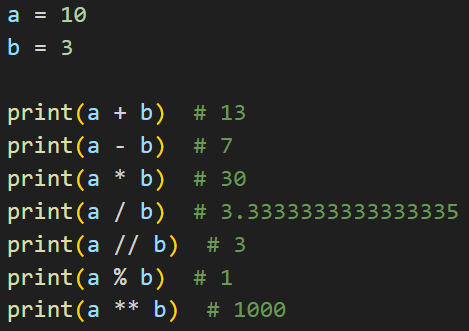 a = 10
b = 3

print(a + b)  # 13
print(a - b)  # 7
print(a * b)  # 30
print(a / b)  # 3.3333333333333335
print(a // b)  # 3
print(a % b)  # 1
print(a ** b)  # 1000